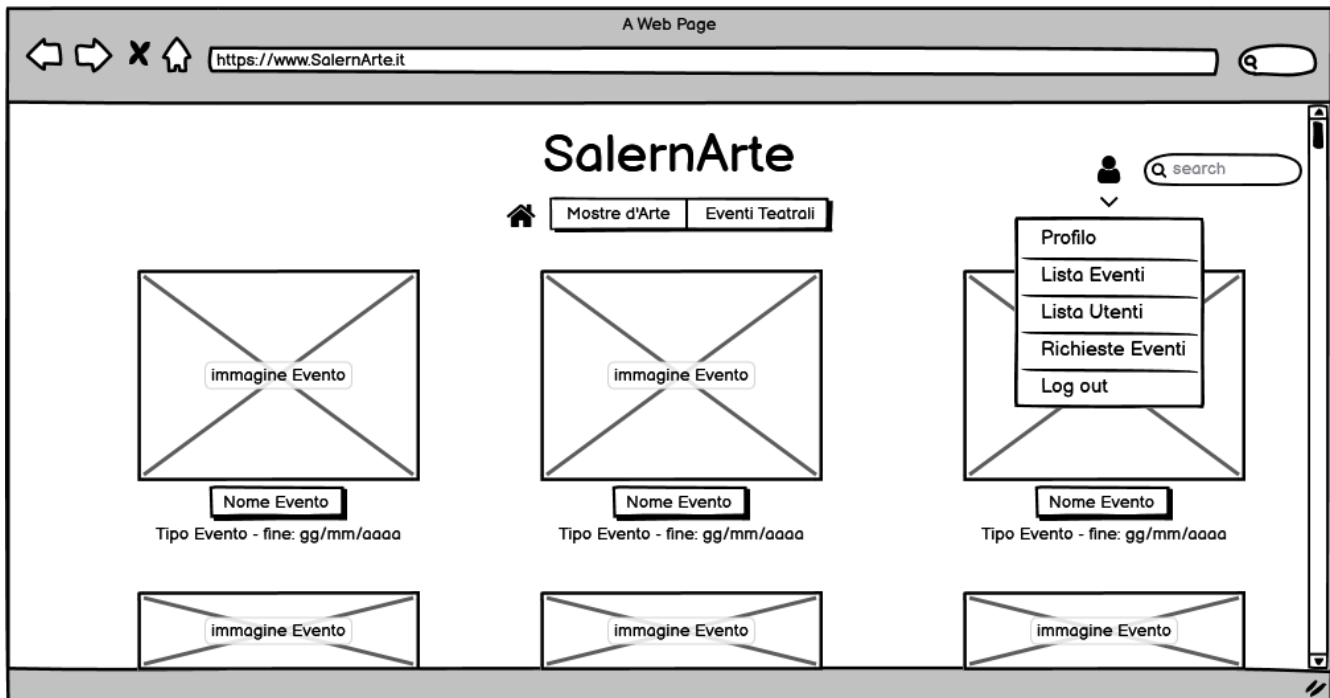 A Web Page
https://www.SalernArte.it
SalernArte
search
Mostre d'Arte Eventi Teatrali
Profilo
Lista Eventi
Lista Utenti
Richieste Eventi
Log out
immagine Evento immagine Evento
Nome Evento Nome Evento Nome Evento
Tipo Evento - fine: gg/mm/aaaa Tipo Evento - fine: gg/mm/aaaa Tipo Evento - fine: gg/mm/aaaa
immagine Evento immagine Evento immagine Evento